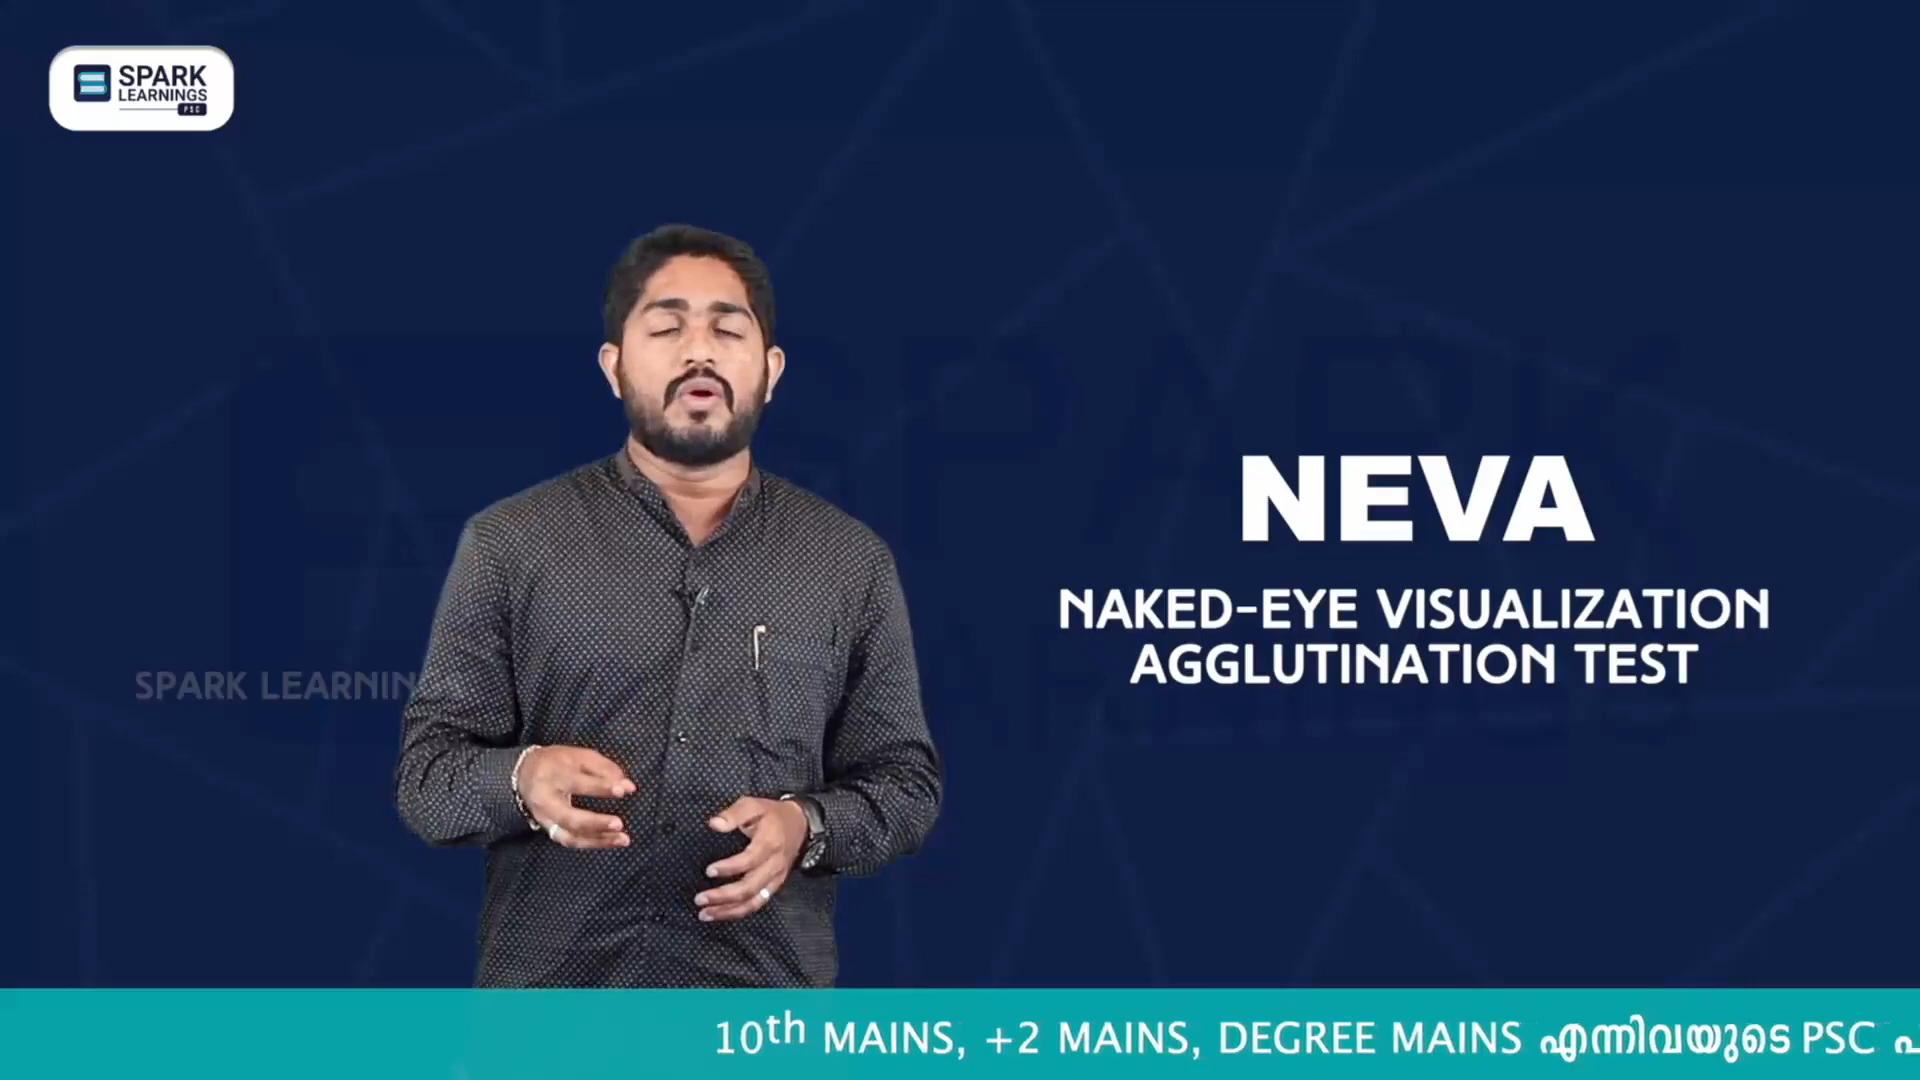 SPARK
LEARNINGS
PSC
NEVA
NAKED-EYE VISUALIZATION
AGGLUTINATION TEST
SPARK LEARNIN
10th MAINS, +2 MAINS, DEGREE MAINS എന്നിവയുടെ PSC